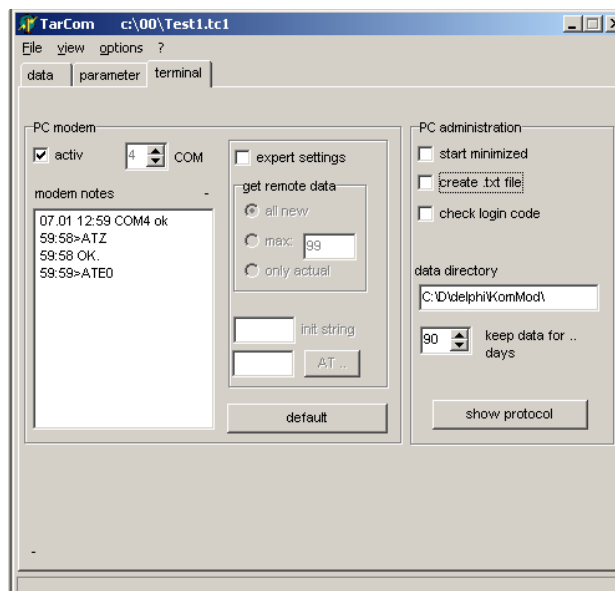 TarCom c:\00\Test1.tc1
File view options ?
data parameter terminal
PC modem
activ 4 COM
modem notes -
07.01 12:59 COM4 ok
59:58>ATZ
59:58 OK.
59:59>ATE0
expert settings
get remote data
all new
max: 99
only actual
init string
AT ..
default
PC administration
start minimized
create .txt file
check login code
data directory
C:\D\delphi\KomMod\
90 keep data for ..
days
show protocol
-